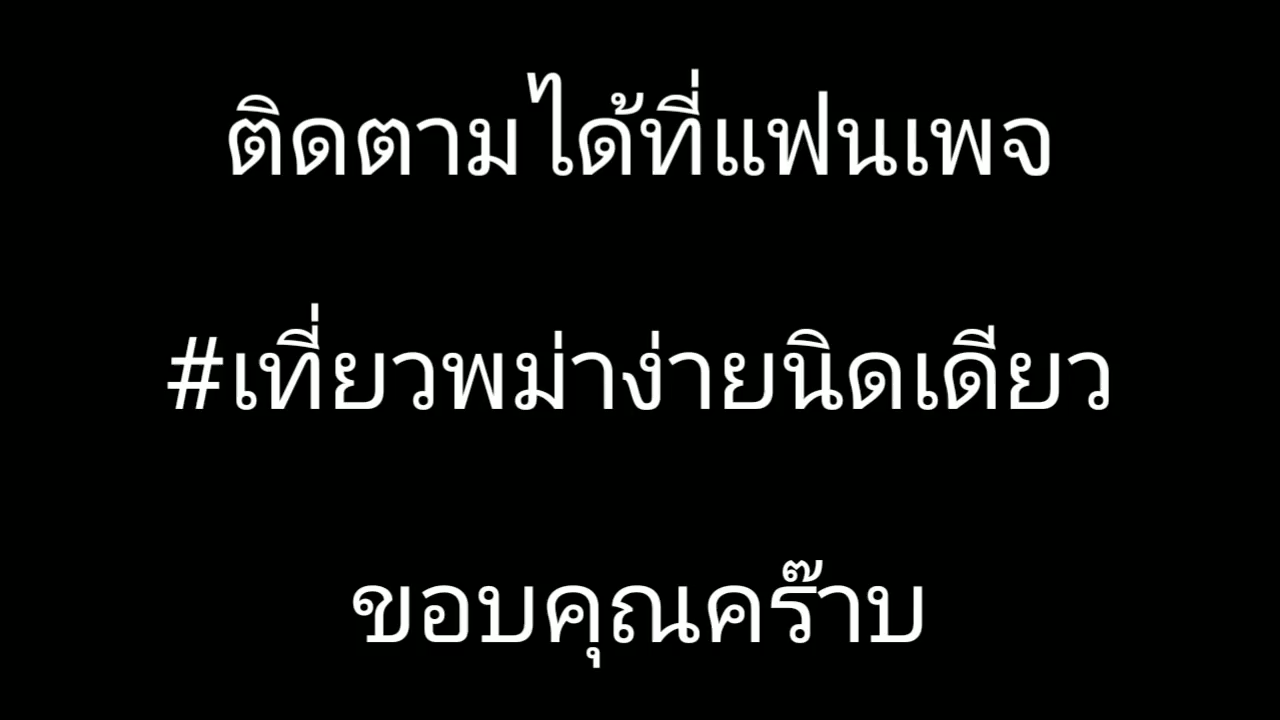 ติดตามได้ที่แฟนเพจ
#เที่ยวพม่าง่ายนิดเดียว
ขอบคุณคร๊าบ